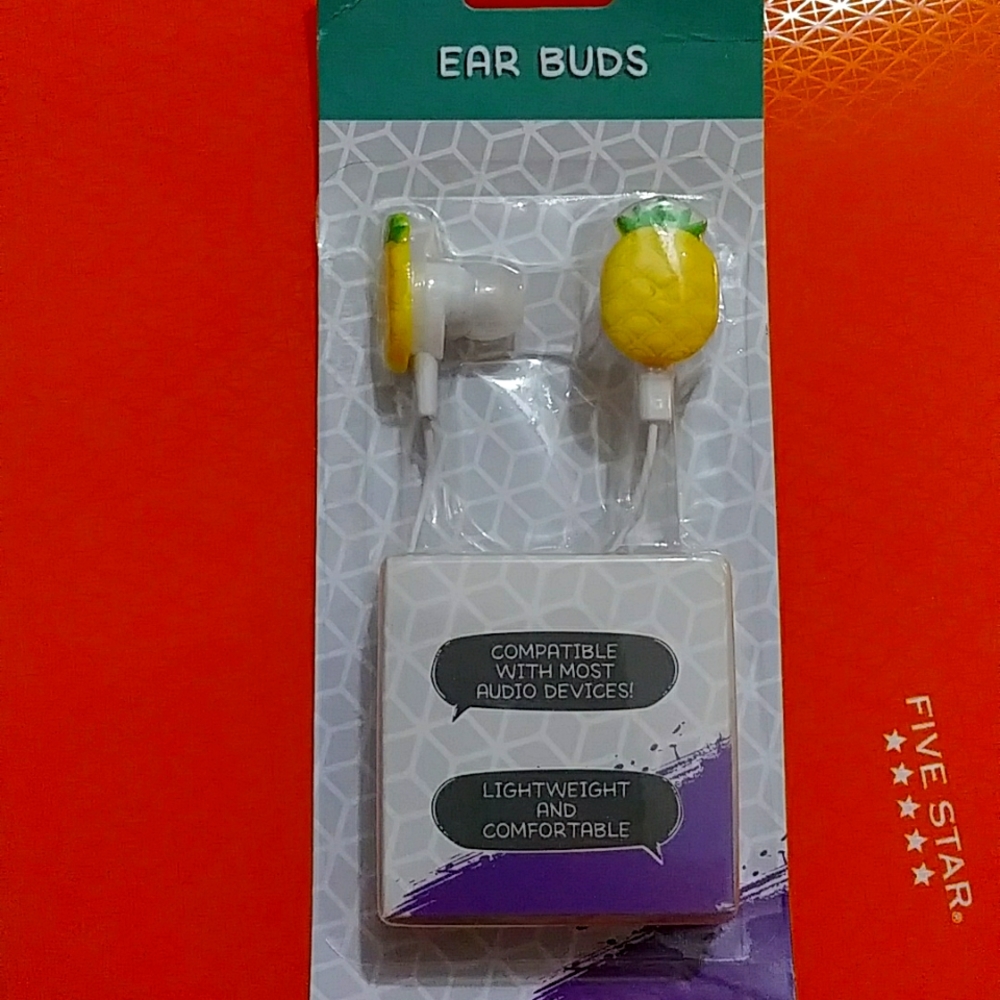 EAR BUDS
COMPATIBLE
WITH MOST
AUDIO DEVICES!
LIGHTWEIGHT
AND
COMFORTABLE
FIVE STAR®